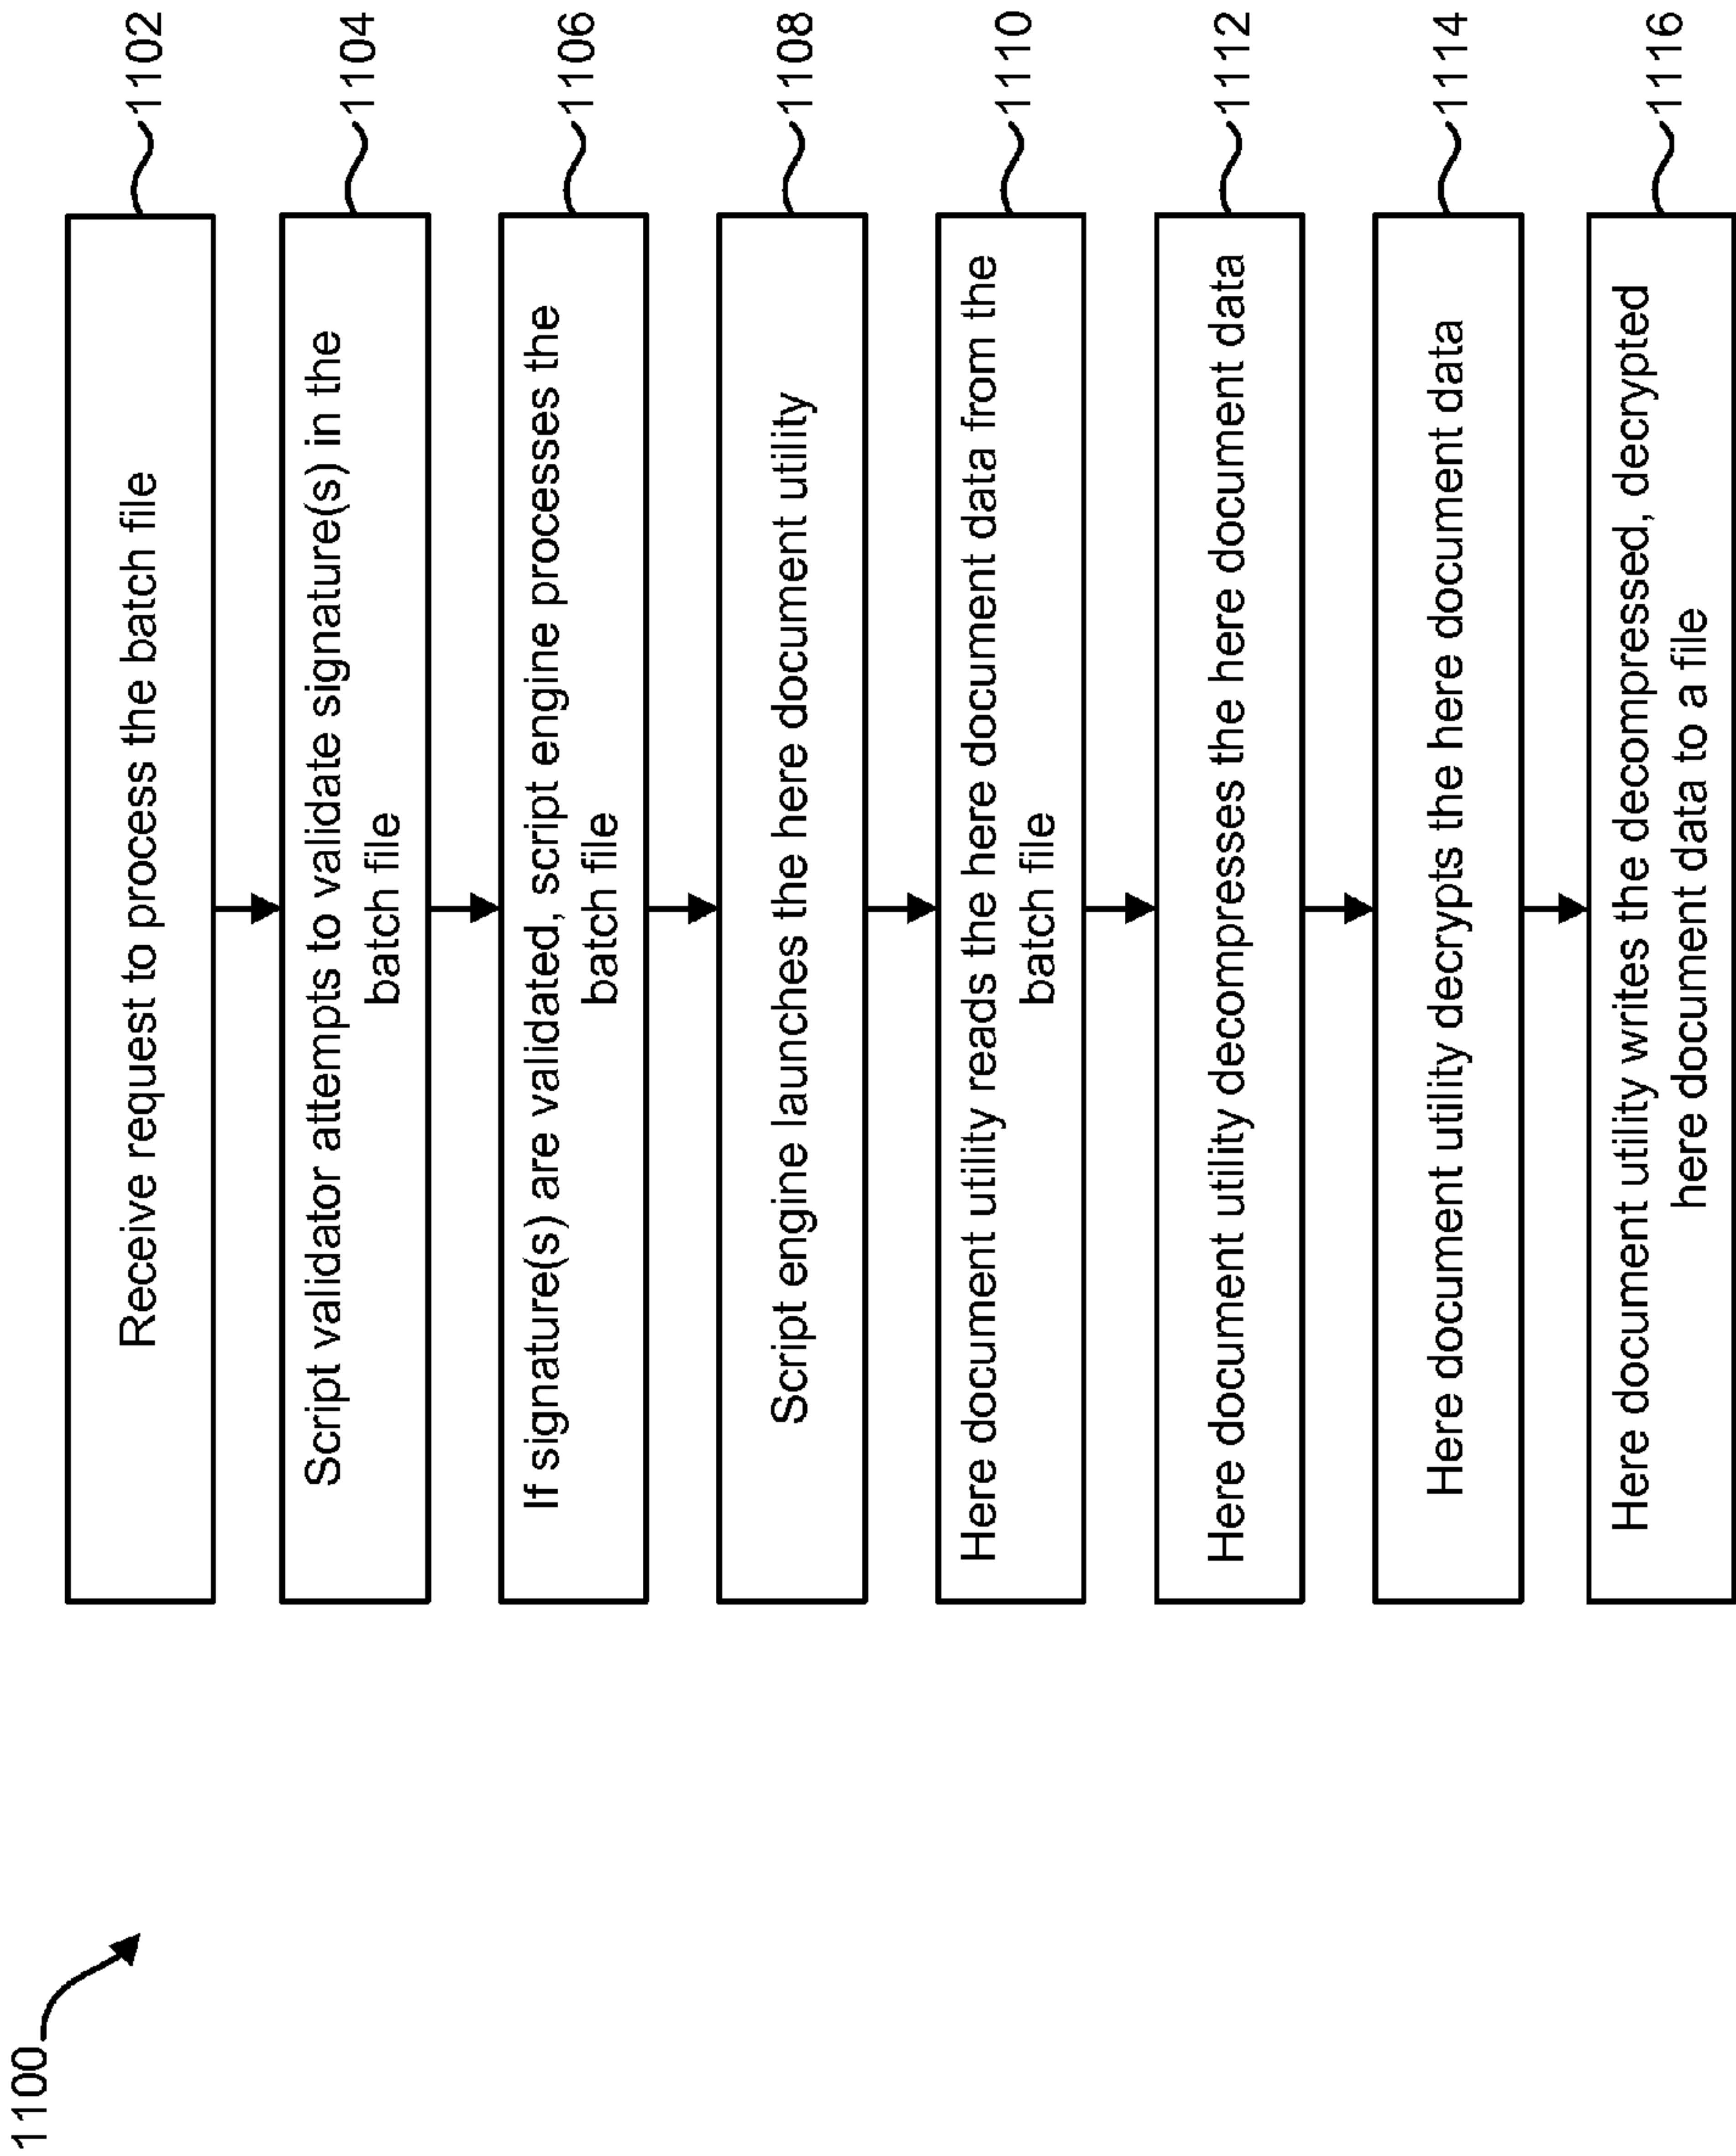 1100
Receive request to process the batch file
1102
Script validator attempts to validate signature(s) in the
batch file
1104
If signature(s) are validated, script engine processes the
batch file
1106
Script engine launches the here document utility
1108
Here document utility reads the here document data from the
batch file
1110
Here document utility decompresses the here document data
1112
Here document utility decrypts the here document data
1114
Here document utility writes the decompressed, decrypted
here document data to a file
1116